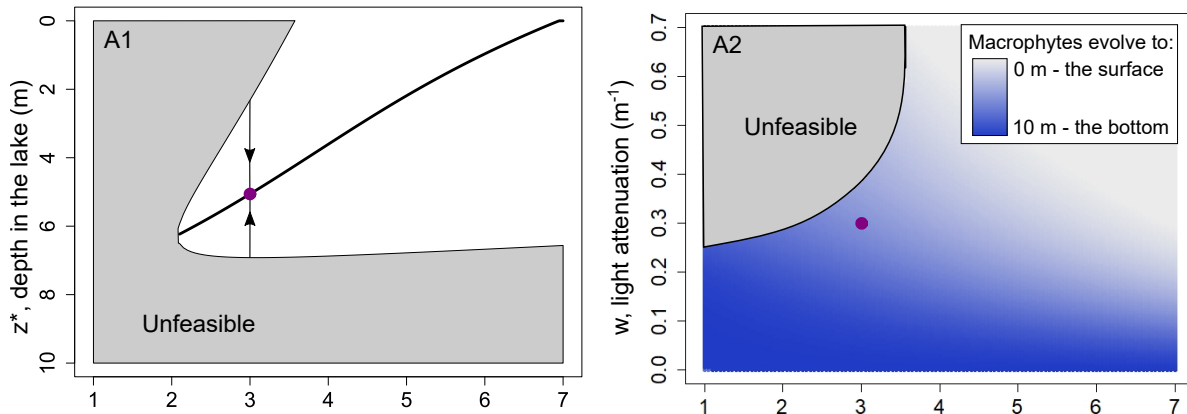 A1
z*, depth in the lake (m)
0
2
4
6
8
10
Unfeasible
1 2 3 4 5 6 7
A2
w, light attenuation (m⁻¹)
0.7
0.6
0.5
0.4
0.3
0.2
0.1
0.0
Unfeasible
Macrophytes evolve to:
0 m - the surface
10 m - the bottom
1 2 3 4 5 6 7